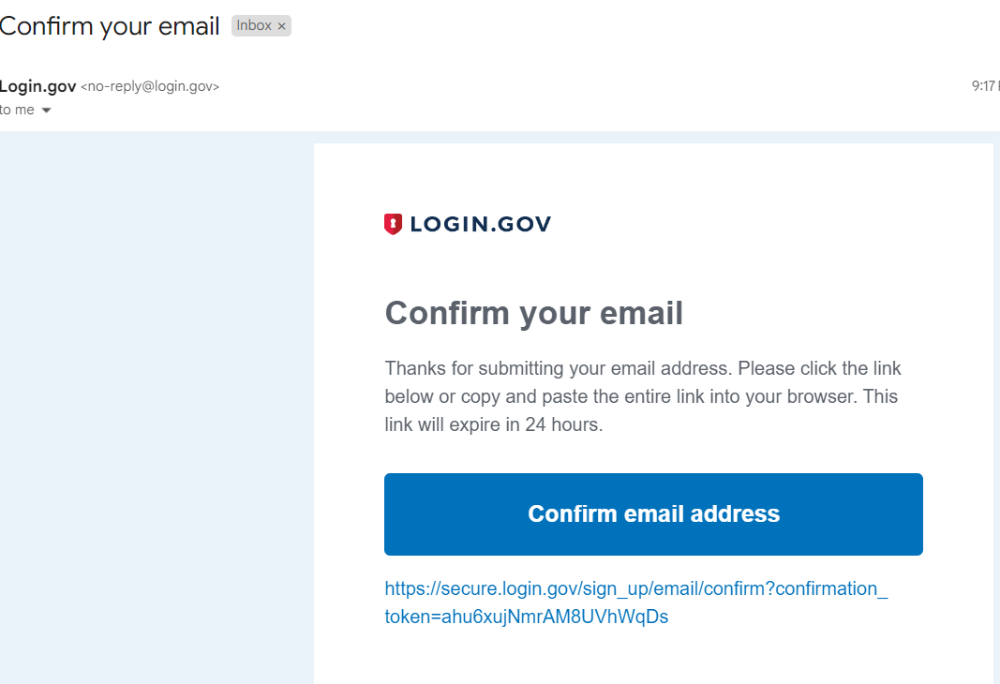 Confirm your email Inbox ×
Login.gov <no-reply@login.gov> 9:17
to me
LOGIN.GOV
Confirm your email
Thanks for submitting your email address. Please click the link
below or copy and paste the entire link into your browser. This
link will expire in 24 hours.
Confirm email address
https://secure.login.gov/sign_up/email/confirm?confirmation_
token=ahu6xujNmrAM8UVhWqDs